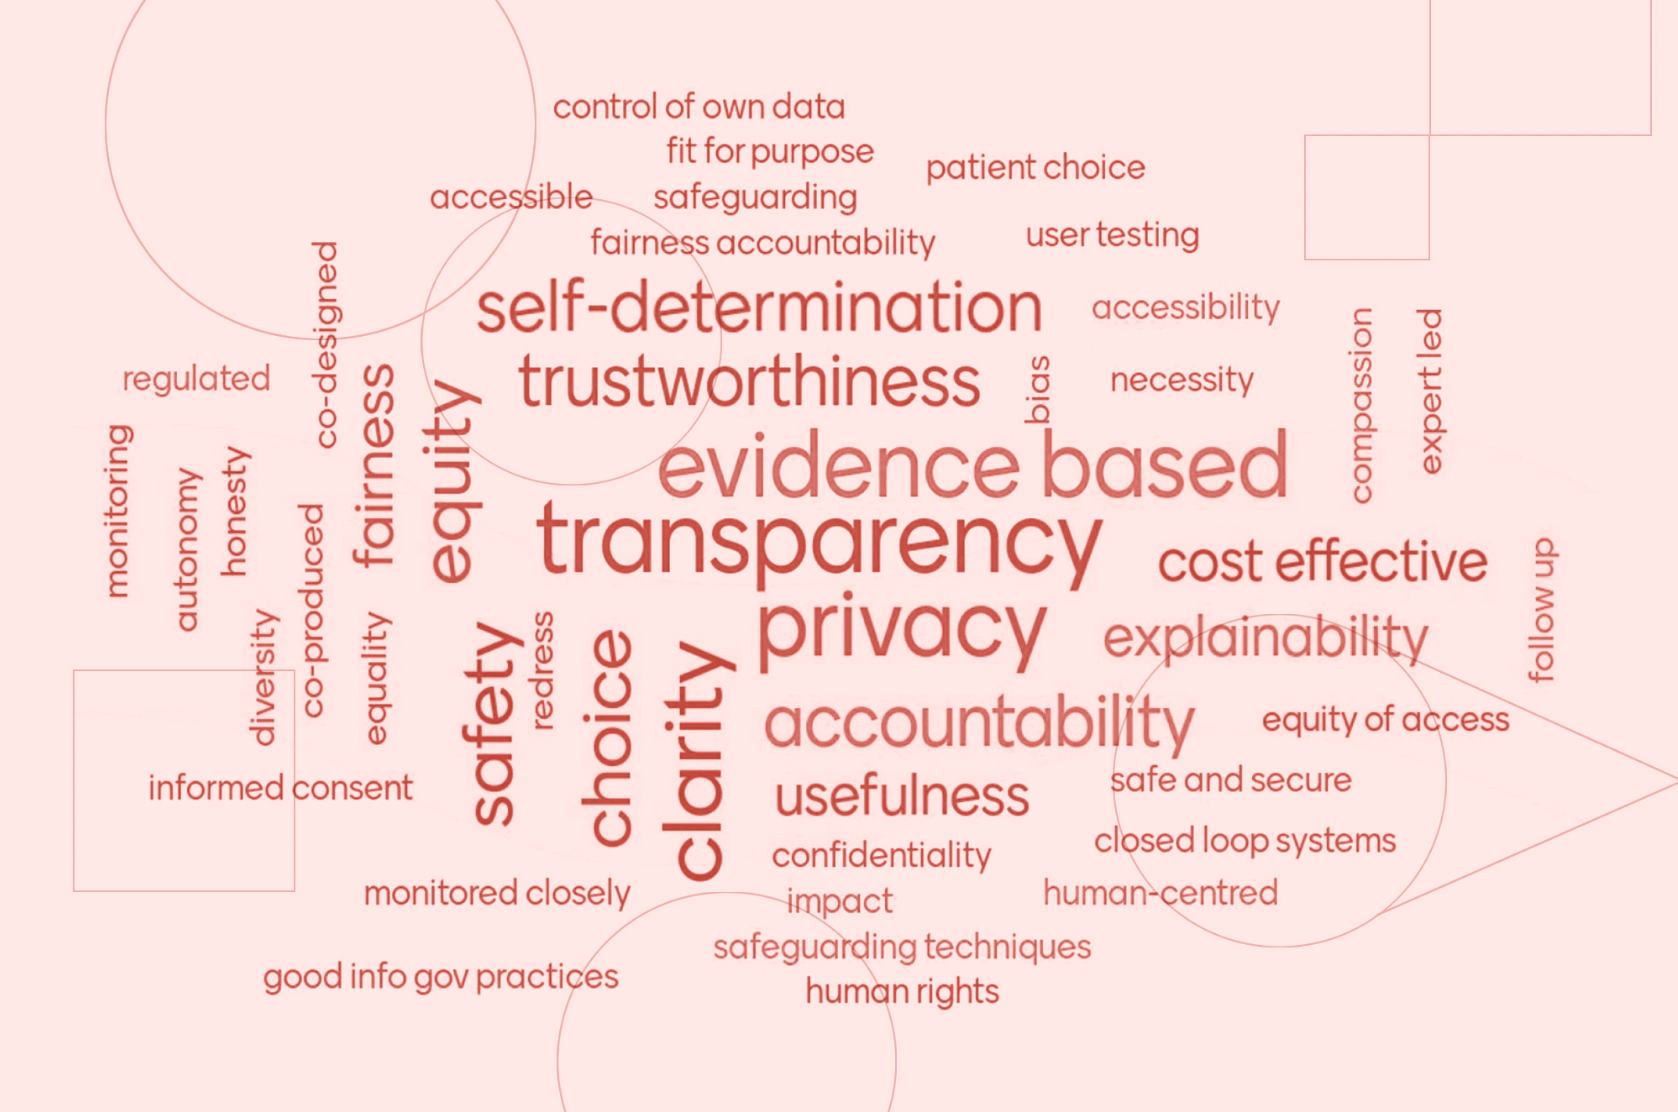 control of own data
fit for purpose
patient choice
accessible
safeguarding
fairness accountability
user testing
self-determination
accessibility
co-designed
regulated
trustworthiness
bias
necessity
compassion
expert led
fairness
equity
evidence based
monitoring
autonomy
honesty
co-produced
transparency
cost effective
follow up
privacy
explainability
diversity
equality
safety
redress
choice
clarity
accountability
equity of access
informed consent
usefulness
safe and secure
confidentiality
closed loop systems
monitored closely
impact
human-centred
safeguarding techniques
good info gov practices
human rights